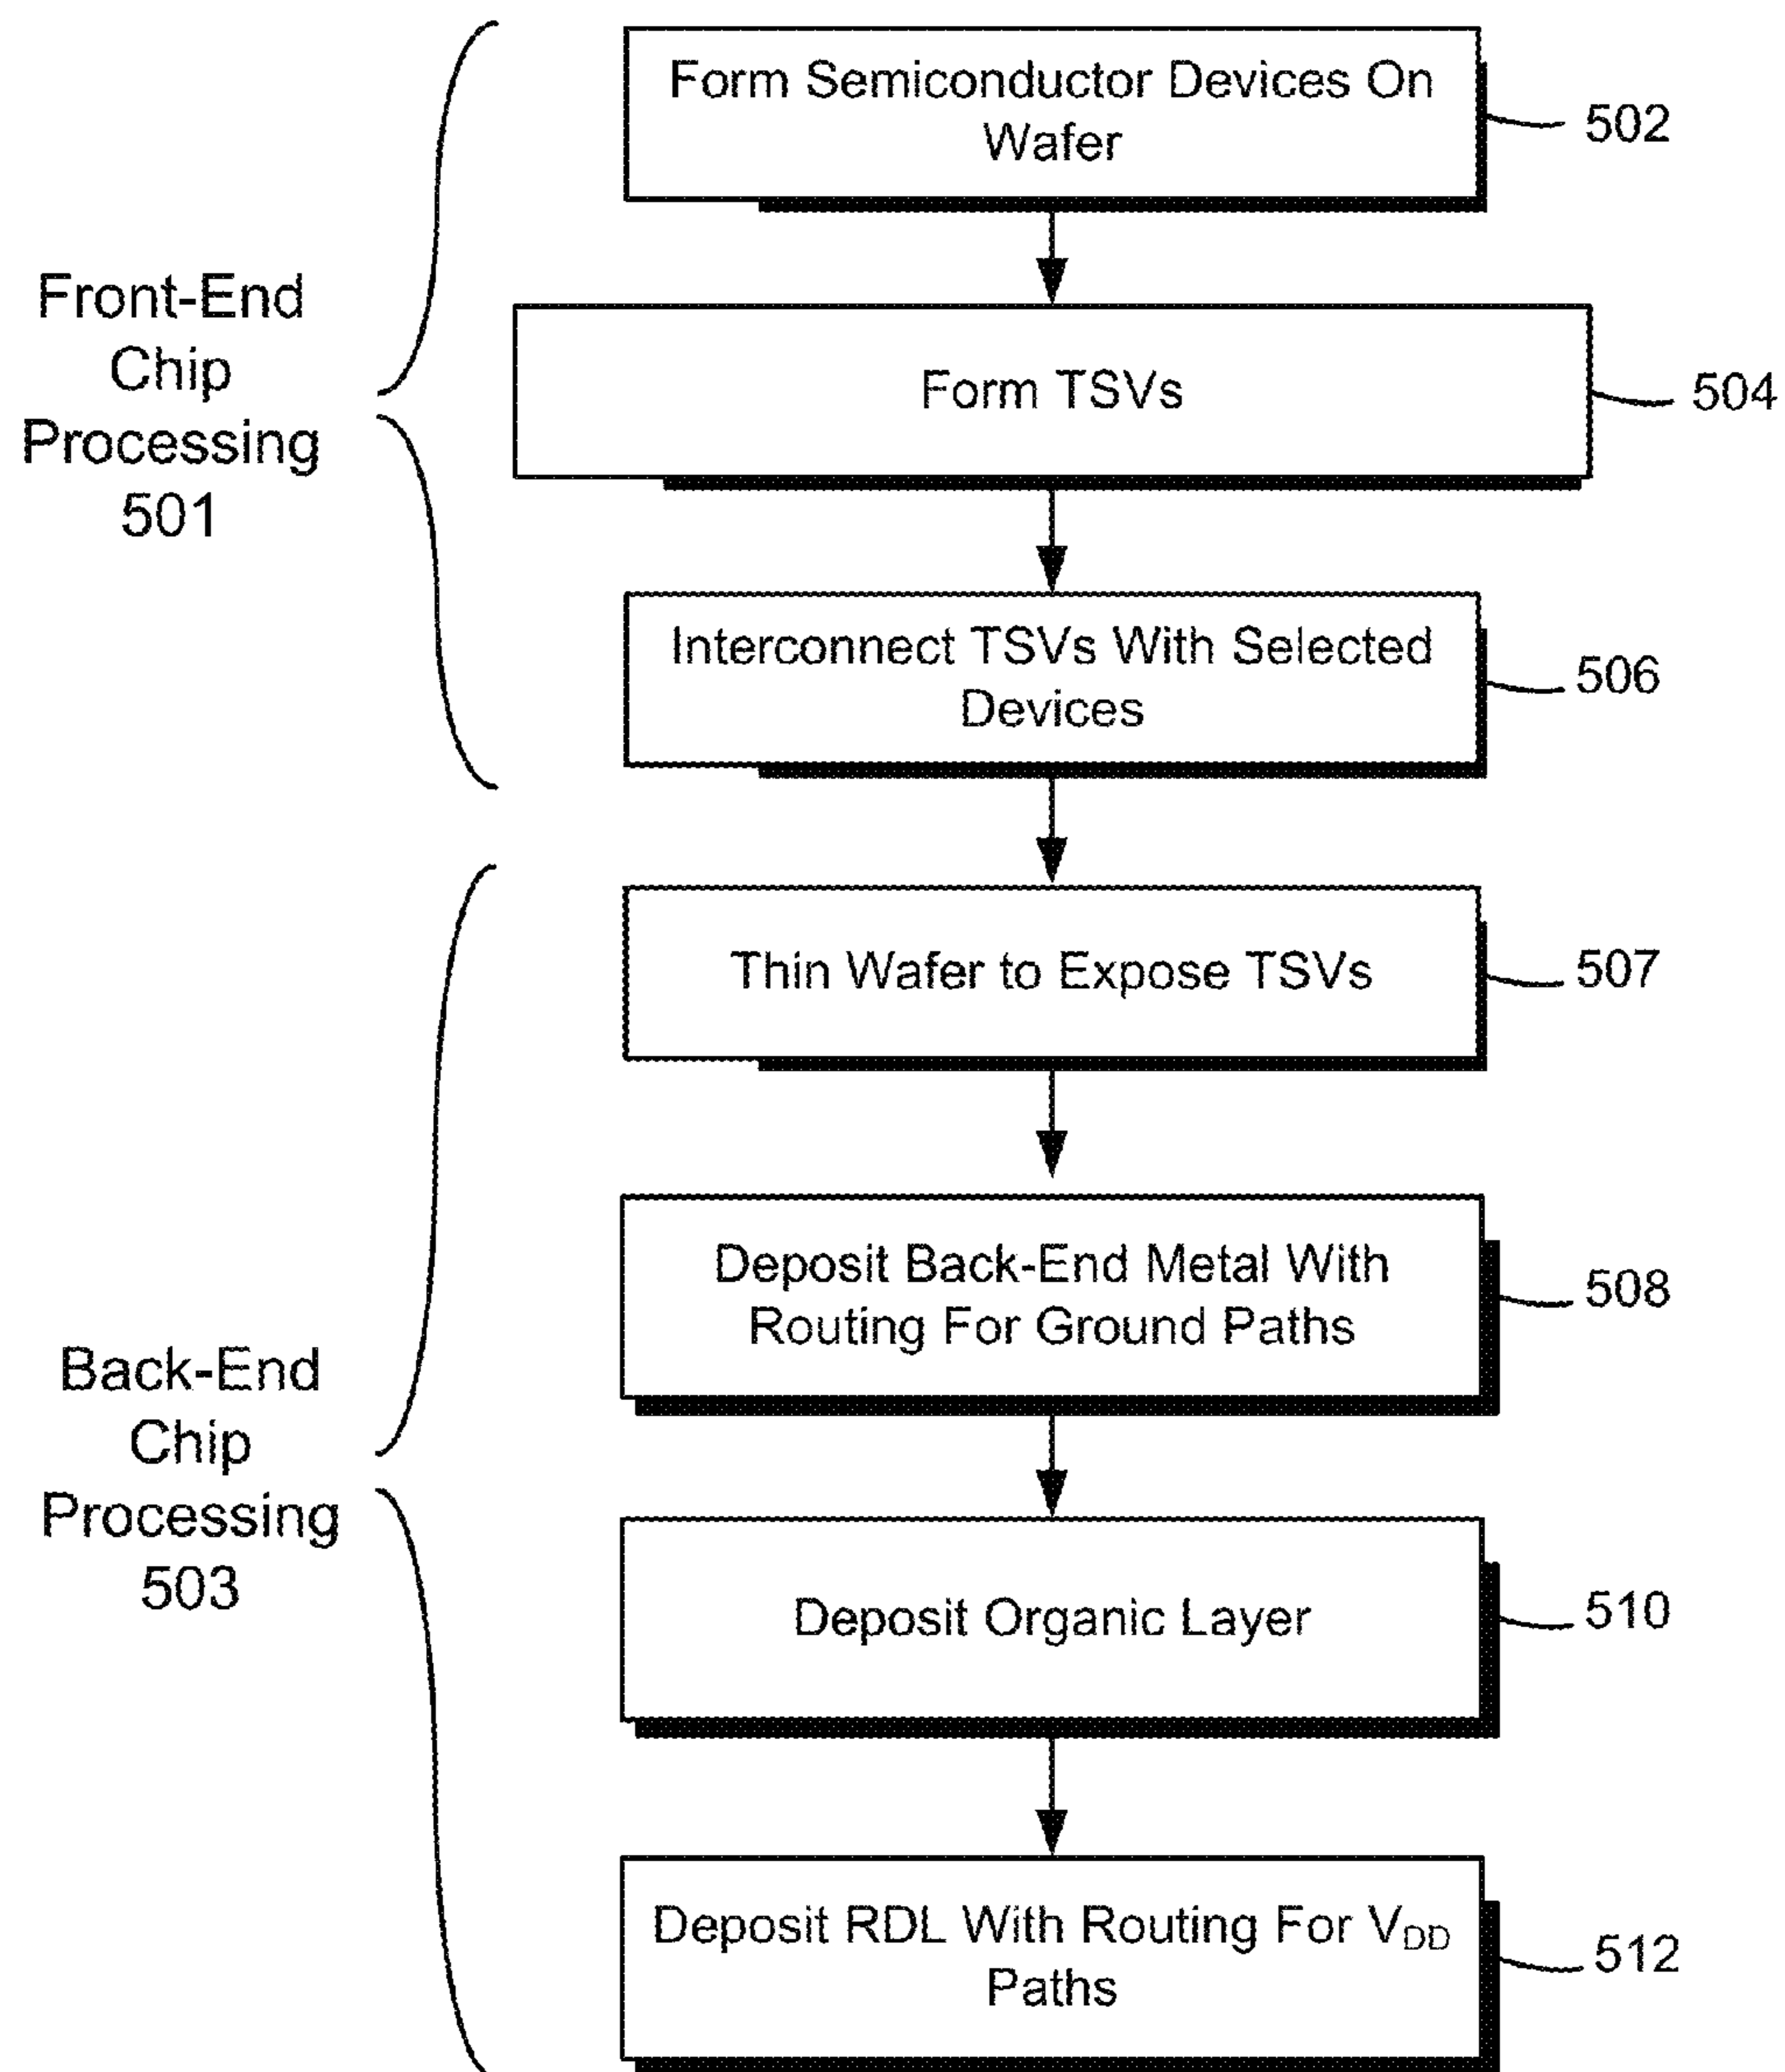 Form Semiconductor Devices On
Wafer
502
Front-End
Chip
Processing
501
Form TSVs
504
Interconnect TSVs With Selected
Devices
506
Thin Wafer to Expose TSVs
507
Deposit Back-End Metal With
Routing For Ground Paths
508
Back-End
Chip
Processing
503
Deposit Organic Layer
510
Deposit RDL With Routing For V_DD
Paths
512